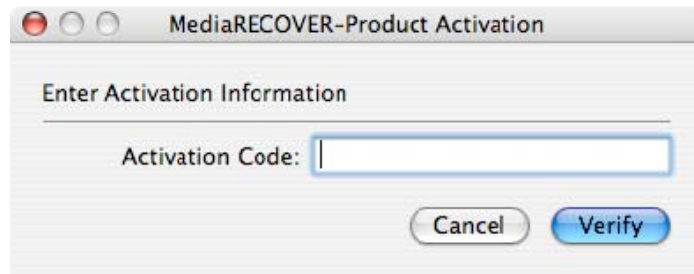 MediaRECOVER-Product Activation
Enter Activation Information
Activation Code:
Cancel Verify